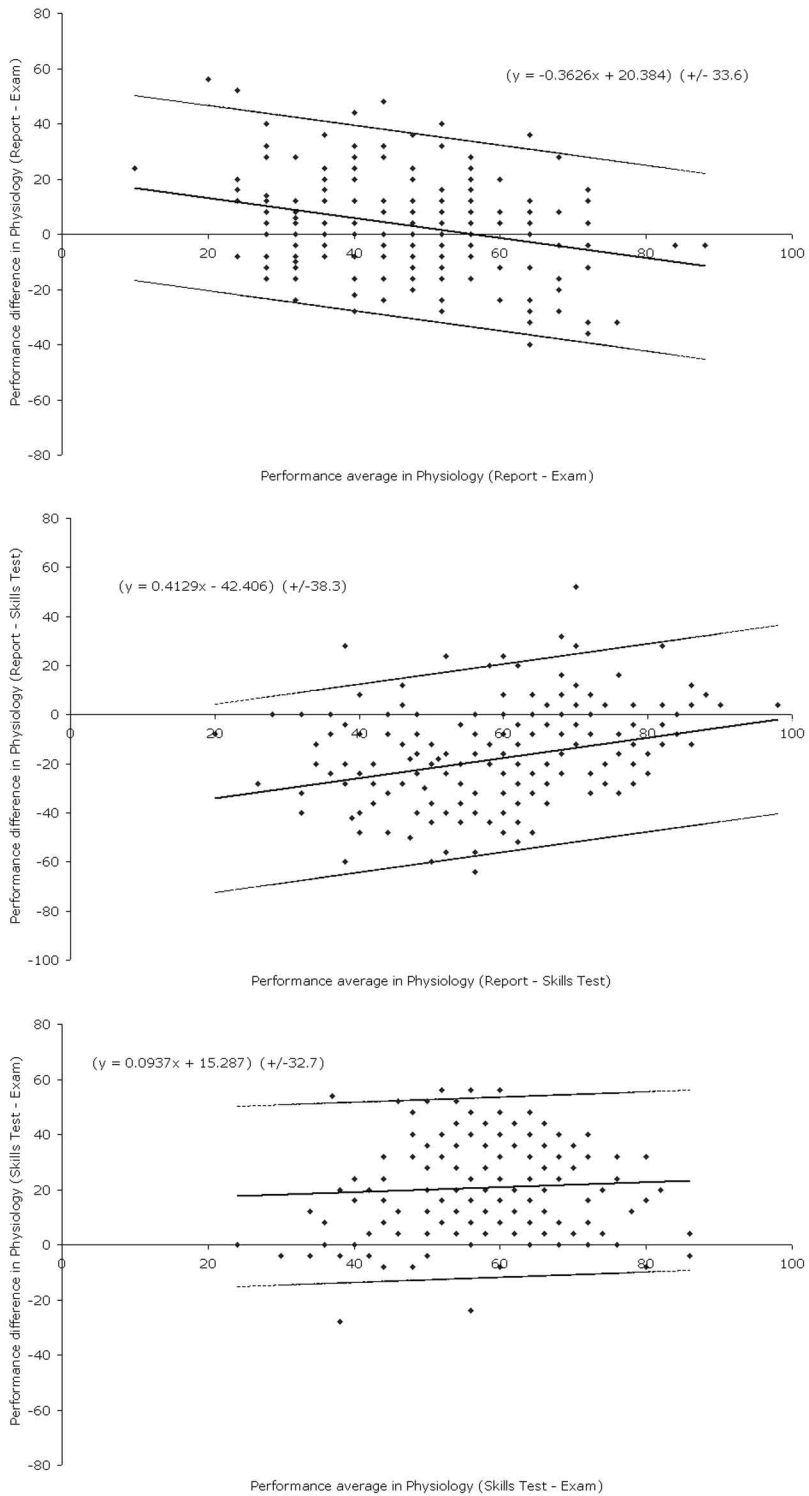 80
(y = -0.3626x + 20.384) (+/- 33.6)
60
40
20
0
0 20 40 60 80 100
-20
-40
-60
-80
Performance difference in Physiology (Report - Exam)
Performance average in Physiology (Report - Exam)
80
60
(y = 0.4129x - 42.406) (+/-38.3)
40
20
0
0 20 40 60 80 100
-20
-40
-60
-80
-100
Performance difference in Physiology (Report - Skills Test)
Performance average in Physiology (Report - Skills Test)
80
(y = 0.0937x + 15.287) (+/-32.7)
60
40
20
0
0 20 40 60 80 100
-20
-40
-60
-80
Performance difference in Physiology (Skills Test - Exam)
Performance average in Physiology (Skills Test - Exam)